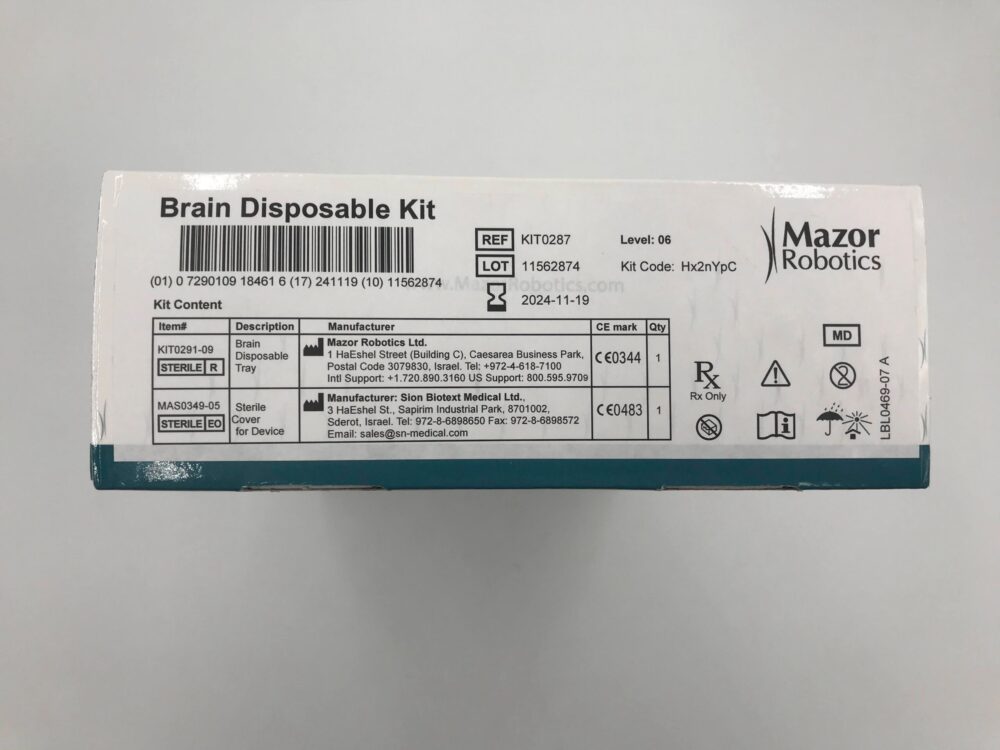 Brain Disposable Kit
(01) 0 7290109 18461 6 (17) 241119 (10) 11562874
REF KIT0287
LOT 11562874
2024-11-19
Level: 06
Kit Code: Hx2nYpC
Mazor
Robotics
www.MazorRobotics.com
Kit Content
Item# Description Manufacturer CE mark Qty
KIT0291-09
STERILE R
Brain
Disposable
Tray
Mazor Robotics Ltd.
1 HaEshel Street (Building C), Caesarea Business Park,
Postal Code 3079830, Israel. Tel: +972-4-618-7100
Intl Support: +1.720.890.3160 US Support: 800.595.9709
CE0344
1
MAS0349-05
STERILE EO
Sterile
Cover
for Device
Manufacturer: Sion Biotext Medical Ltd.,
3 HaEshel St., Sapirim Industrial Park, 8701002,
Sderot, Israel. Tel: 972-8-6898650 Fax: 972-8-6898572
Email: sales@sn-medical.com
CE0483
1
MD
Rx
Rx Only
2
i
LBL0469-07 A